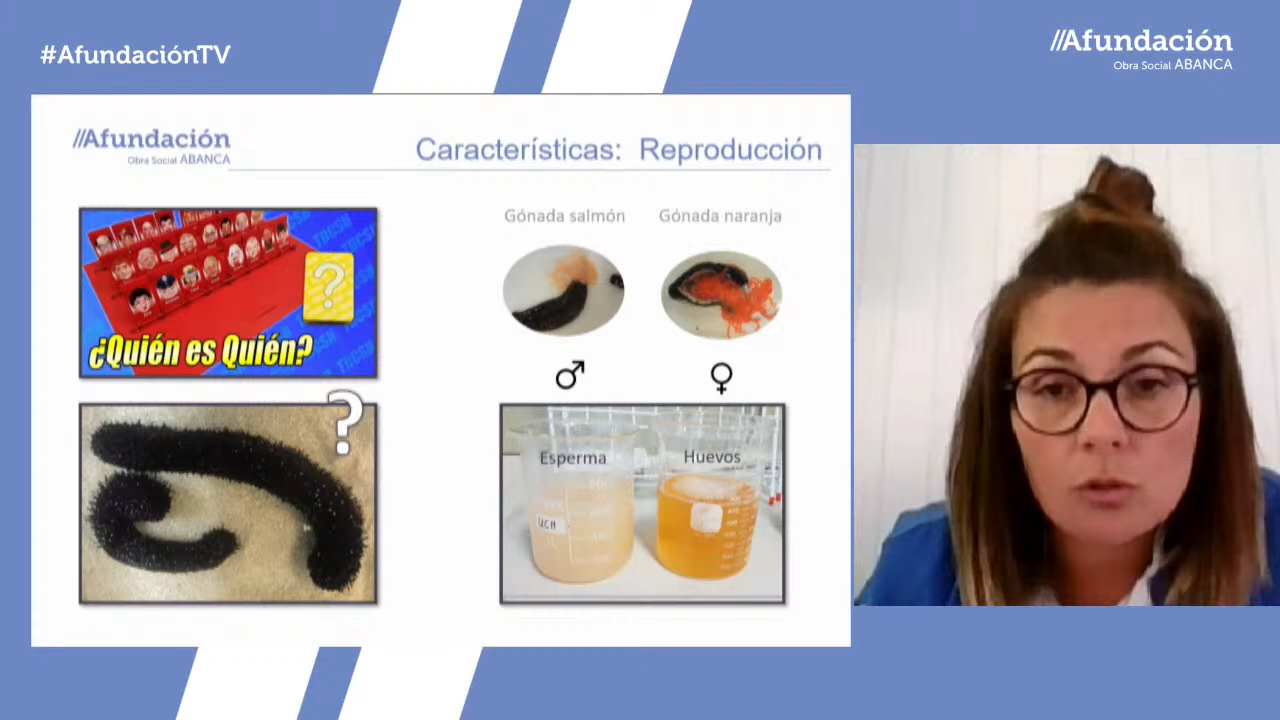 #AfundaciónTV
//Afundación
Obra Social ABANCA
//Afundación
Obra Social ABANCA
Características: Reproducción
¿Quién es Quién?
?
?
Gónada salmón
Gónada naranja
♂
♀
Esperma
Huevos
UCM